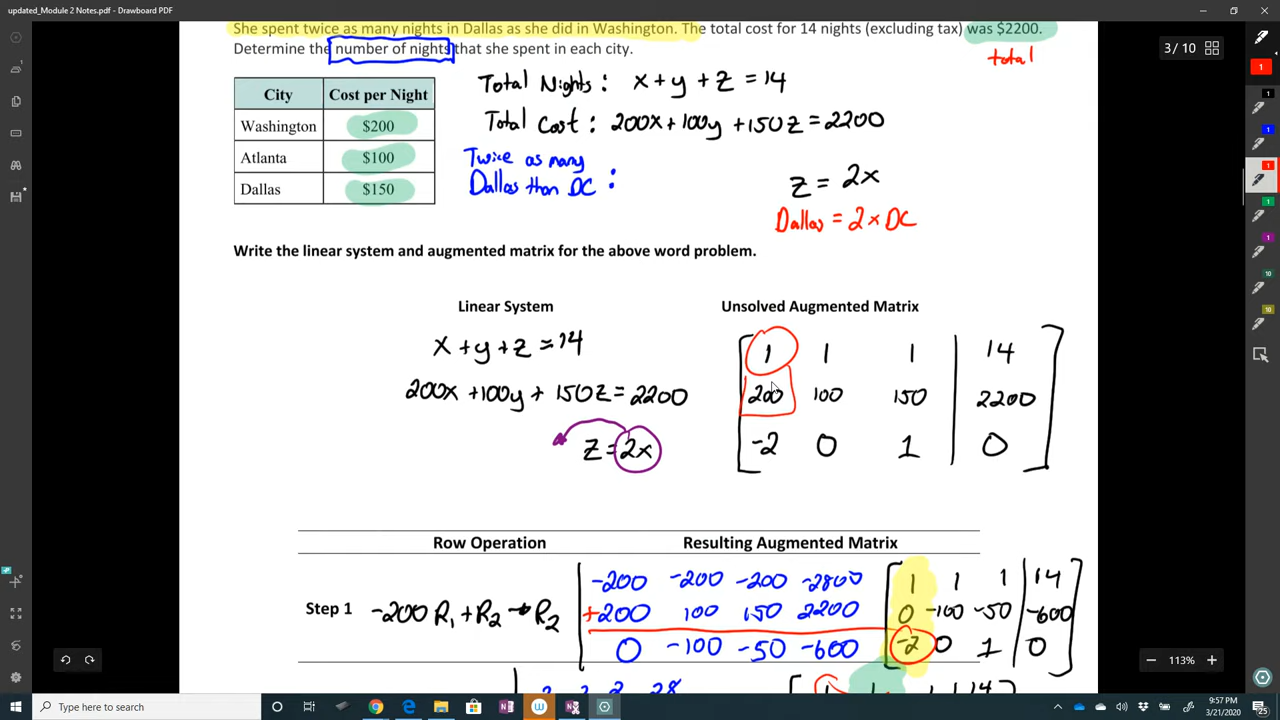 updated_Module 2 Notes.pdf - Drawboard PDF
She spent twice as many nights in Dallas as she did in Washington. The total cost for 14 nights (excluding tax) was $2200.
Determine the number of nights that she spent in each city.
total
3 / 10
City Cost per Night
Washington $200
Atlanta $100
Dallas $150
Total Nights : x + y + z = 14
Total Cost : 200x + 100y + 150z = 2200
Twice as many
Dallas than DC :
z = 2x
Dallas = 2 × DC
Write the linear system and augmented matrix for the above word problem.
Linear System
x + y + z = 14
200x + 100y + 150z = 2200
z = 2x
Unsolved Augmented Matrix
1 1 1 14
200 100 150 2200
-2 0 1 0
Row Operation Resulting Augmented Matrix
Step 1 -200 R1 + R2 → R2
-200 -200 -200 -2800
+200 100 150 2200
0 -100 -50 -600
1 1 1 14
0 -100 -50 -600
-2 0 1 0
113%
Type here to search
9:57 PM
3/21/2020